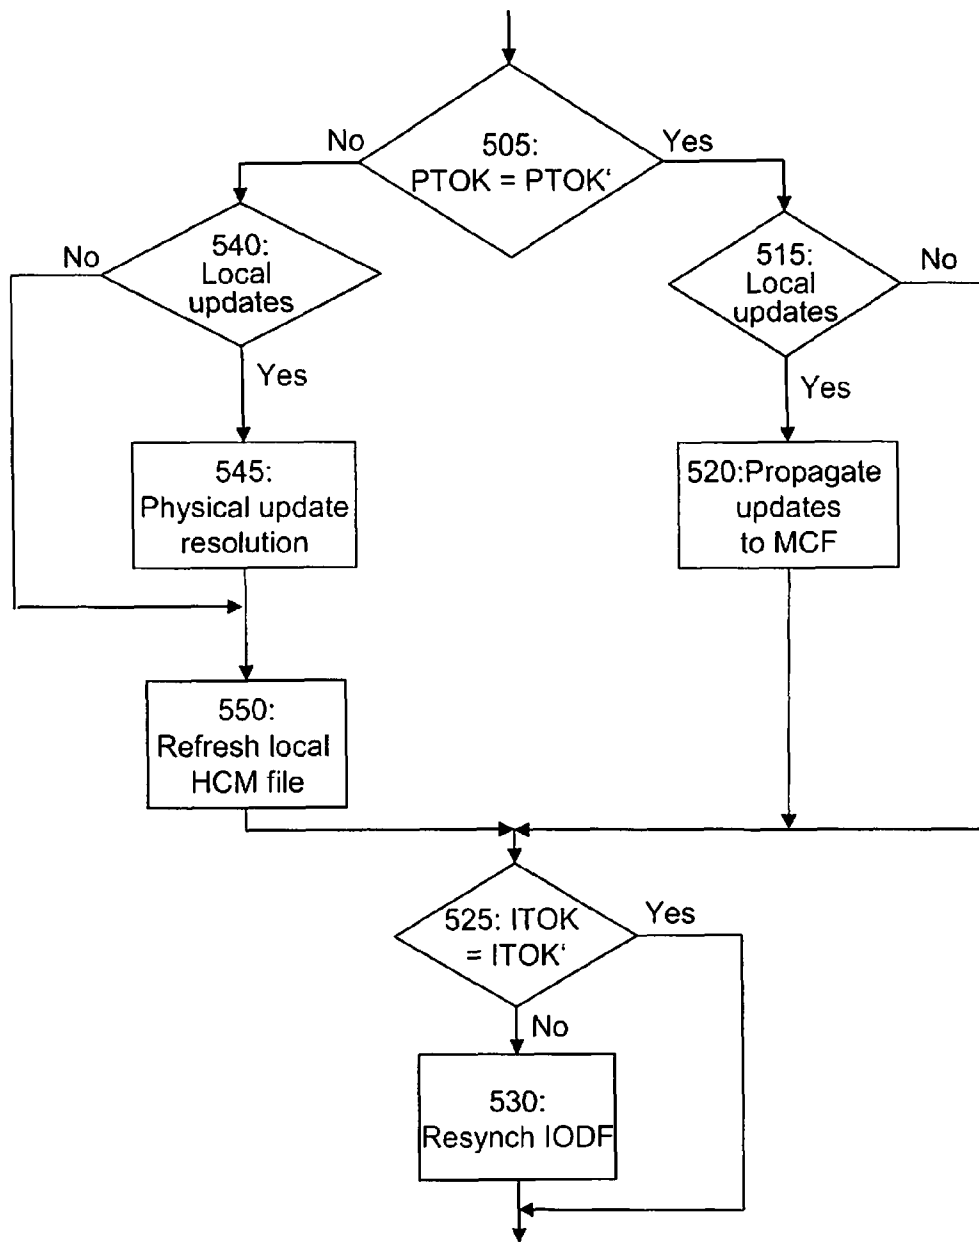 No
505:
PTOK = PTOK‘
Yes
No
540:
Local
updates
515:
Local
updates
No
Yes
Yes
545:
Physical update
resolution
520:Propagate
updates
to MCF
550:
Refresh local
HCM file
525: ITOK
= ITOK‘
Yes
No
530:
Resynch IODF